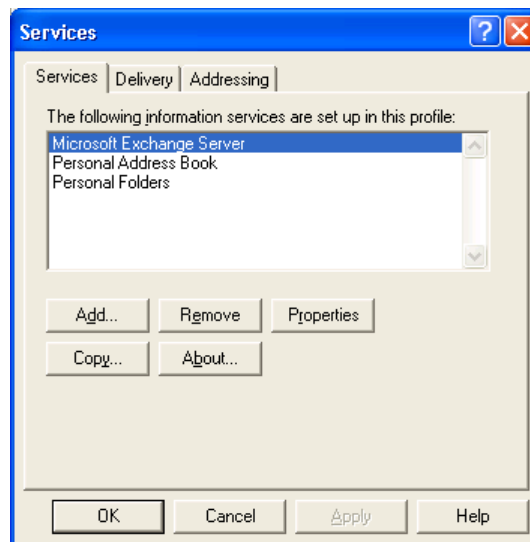 Services
Services Delivery Addressing
The following information services are set up in this profile:
Microsoft Exchange Server
Personal Address Book
Personal Folders
Add... Remove Properties
Copy... About...
OK Cancel Apply Help